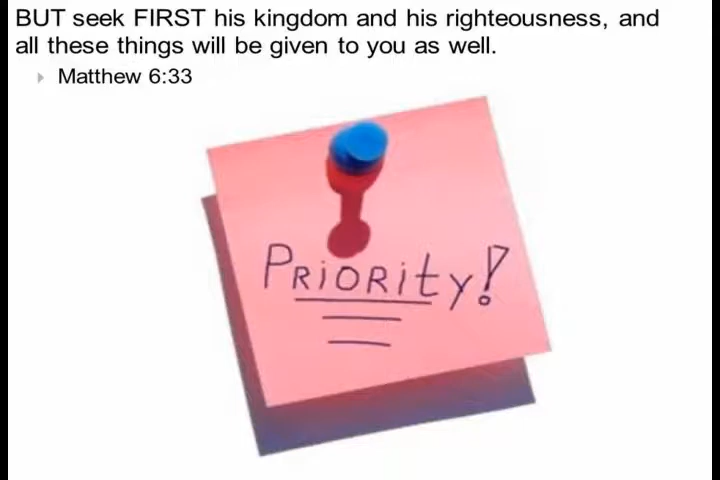 BUT seek FIRST his kingdom and his righteousness, and
all these things will be given to you as well.
Matthew 6:33
PRiORity!